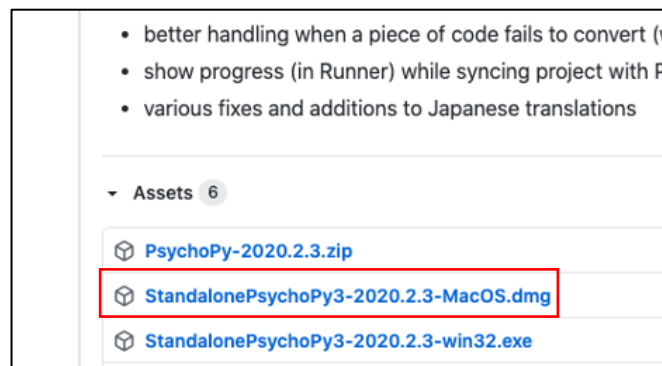 better handling when a piece of code fails to convert
show progress (in Runner) while syncing project with
various fixes and additions to Japanese translations
Assets 6
PsychoPy-2020.2.3.zip
StandalonePsychoPy3-2020.2.3-MacOS.dmg
StandalonePsychoPy3-2020.2.3-win32.exe